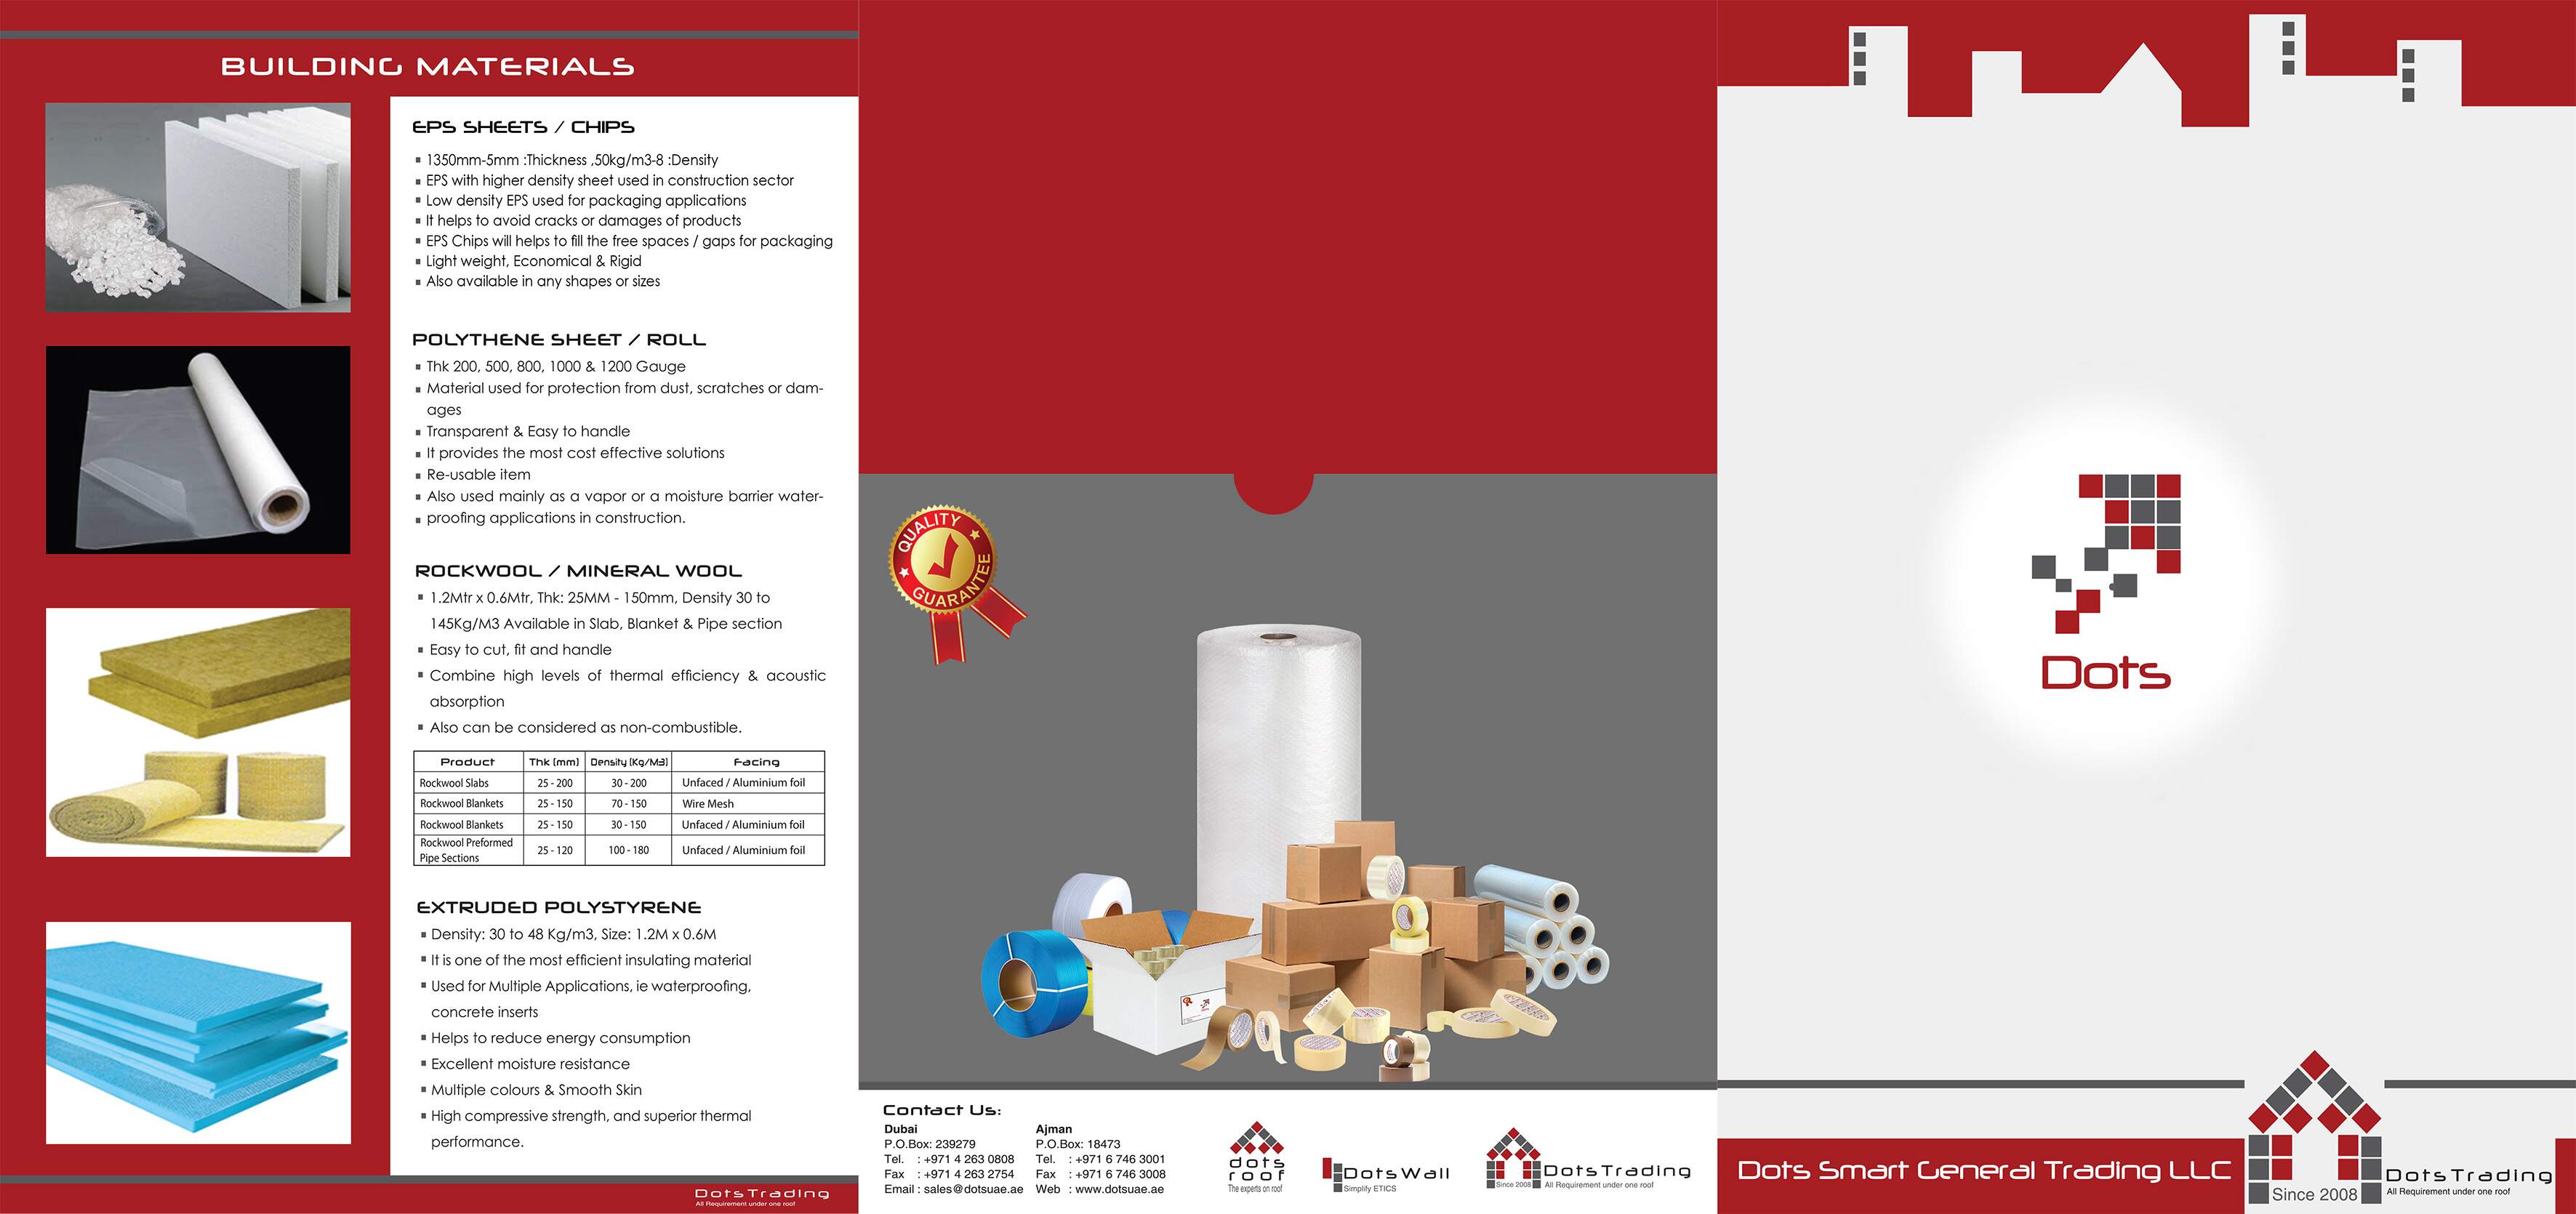 BUILDING MATERIALS
EPS SHEETS / CHIPS
▪ 1350mm-5mm :Thickness ,50kg/m3-8 :Density
▪ EPS with higher density sheet used in construction sector
▪ Low density EPS used for packaging applications
▪ It helps to avoid cracks or damages of products
▪ EPS Chips will helps to fill the free spaces / gaps for packaging
▪ Light weight, Economical & Rigid
▪ Also available in any shapes or sizes
POLYTHENE SHEET / ROLL
▪ Thk 200, 500, 800, 1000 & 1200 Gauge
▪ Material used for protection from dust, scratches or dam-
ages
▪ Transparent & Easy to handle
▪ It provides the most cost effective solutions
▪ Re-usable item
▪ Also used mainly as a vapor or a moisture barrier water-
▪ proofing applications in construction.
ROCKWOOL / MINERAL WOOL
▪ 1.2Mtr x 0.6Mtr, Thk: 25MM - 150mm, Density 30 to
145Kg/M3 Available in Slab, Blanket & Pipe section
▪ Easy to cut, fit and handle
▪ Combine high levels of thermal efficiency & acoustic
absorption
▪ Also can be considered as non-combustible.
Product Thk (mm) Density (Kg/M3) Facing
Rockwool Slabs 25 - 200 30 - 200 Unfaced / Aluminium foil
Rockwool Blankets 25 - 150 70 - 150 Wire Mesh
Rockwool Blankets 25 - 150 30 - 150 Unfaced / Aluminium foil
Rockwool Preformed
Pipe Sections 25 - 120 100 - 180 Unfaced / Aluminium foil
EXTRUDED POLYSTYRENE
▪ Density: 30 to 48 Kg/m3, Size: 1.2M x 0.6M
▪ It is one of the most efficient insulating material
▪ Used for Multiple Applications, ie waterproofing,
concrete inserts
▪ Helps to reduce energy consumption
▪ Excellent moisture resistance
▪ Multiple colours & Smooth Skin
▪ High compressive strength, and superior thermal
performance.
DotsTrading
All Requirement under one roof
QUALITY
GUARANTEE
Contact Us:
Dubai
P.O.Box: 239279
Tel. : +971 4 263 0808
Fax : +971 4 263 2754
Email : sales@dotsuae.ae
Ajman
P.O.Box: 18473
Tel. : +971 6 746 3001
Fax : +971 6 746 3008
Web : www.dotsuae.ae
dots
roof
The experts on roof
DotsWall
Simplify ETICS
DotsTrading
Since 2008 All Requirement under one roof
Dots
Dots Smart General Trading LLC
DotsTrading
Since 2008 All Requirement under one roof